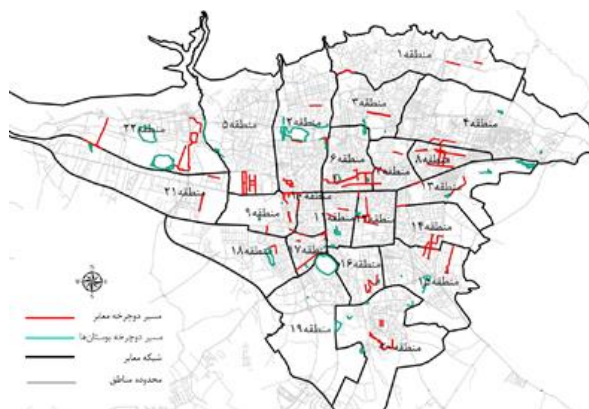 منطقه۱
منطقه۳
منطقه۴
منطقه۲
منطقه۵
منطقه۲۲
منطقه۶
منطقه۸
منطقه۷
منطقه۱۳
منطقه۲۱
منطقه۱۰
منطقه۹
منطقه۱۱
منطقه۱۲
منطقه۱۴
منطقه۱۷
منطقه۱۸
منطقه۱۶
منطقه۱۵
منطقه۱۹
مسیر دوچرخه معابر
مسیر دوچرخه بوستان‌ها
شبکه معابر
محدوده مناطق